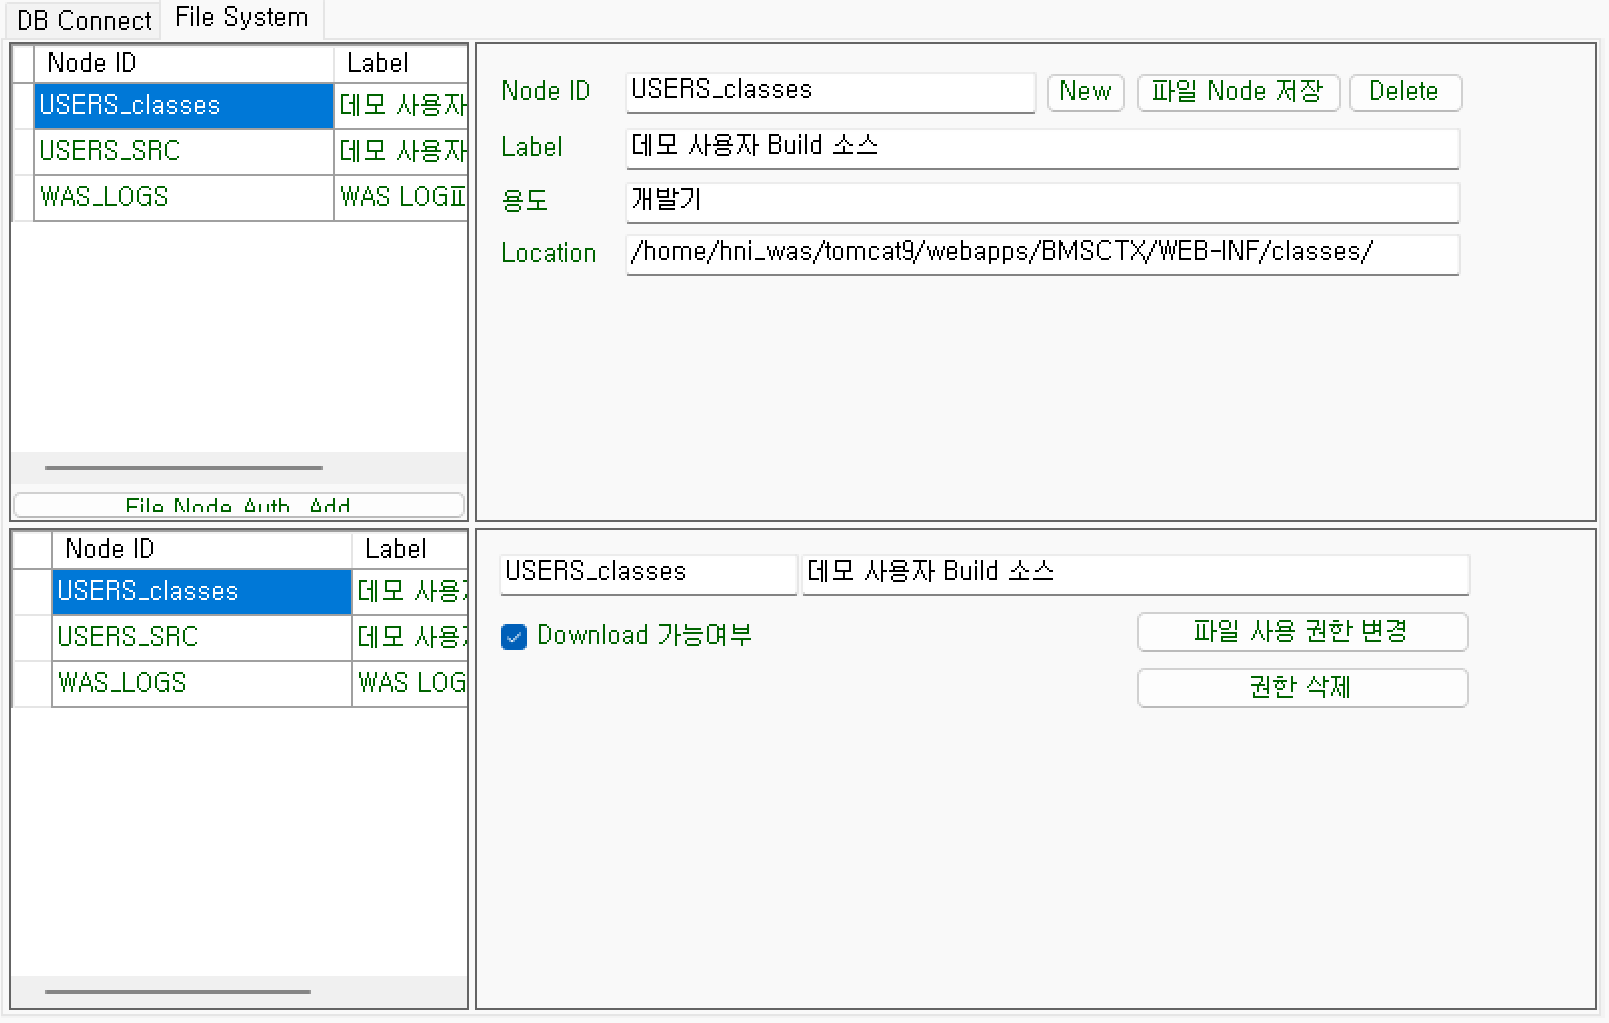 DB Connect File System
Node ID Label
USERS_classes 데모 사용자
USERS_SRC 데모 사용자
WAS_LOGS WAS LOG파
File Node Auth. Add
Node ID USERS_classes New 파일 Node 저장 Delete
Label 데모 사용자 Build 소스
용도 개발기
Location /home/hni_was/tomcat9/webapps/BMSCTX/WEB-INF/classes/
Node ID Label
USERS_classes 데모 사용
USERS_SRC 데모 사용
WAS_LOGS WAS LOG
USERS_classes 데모 사용자 Build 소스
Download 가능여부 파일 사용 권한 변경
권한 삭제